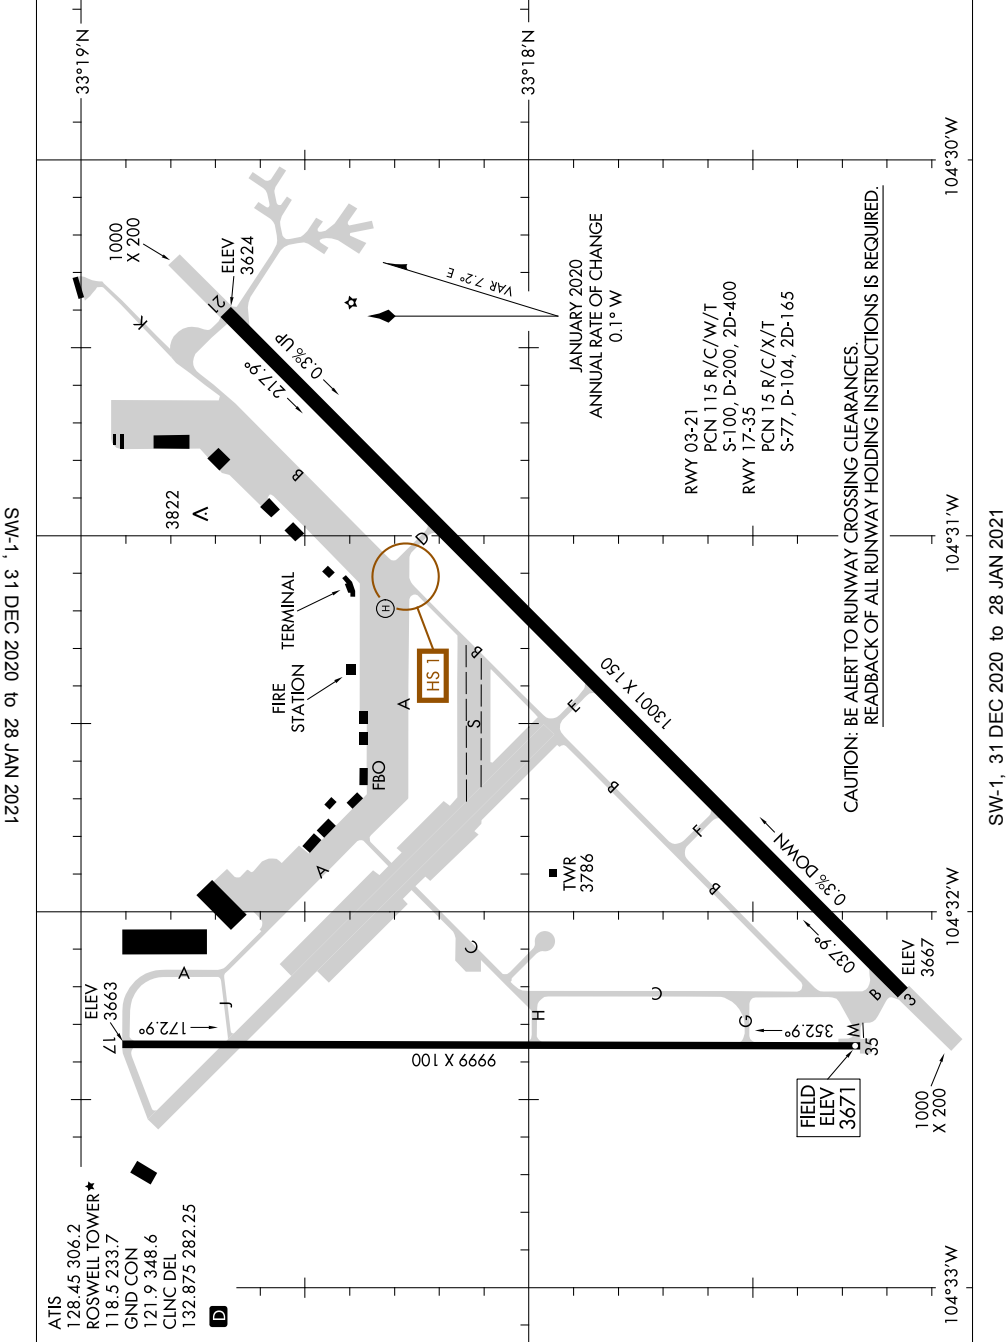 ATIS
128.45 306.2
ROSWELL TOWER★
118.5 233.7
GND CON
121.9 348.6
CLNC DEL
132.875 282.25
D
33°19'N
33°18'N
104°30'W
104°31'W
104°32'W
104°33'W
1000
X 200
ELEV
3624
21
K
217.9°
0.3% UP
VAR 7.2° E
JANUARY 2020
ANNUAL RATE OF CHANGE
0.1° W
3822
B
D
TERMINAL
H
HS 1
FIRE
STATION
A
B
S
FBO
E
13001 X 150
RWY 03-21
PCN 115 R/C/W/T
S-100, D-200, 2D-400
RWY 17-35
PCN 15 R/C/X/T
S-77, D-104, 2D-165
CAUTION: BE ALERT TO RUNWAY CROSSING CLEARANCES.
READBACK OF ALL RUNWAY HOLDING INSTRUCTIONS IS REQUIRED.
A
B
F
TWR
3786
B
0.3% DOWN
037.9°
ELEV
3667
A
C
J
ELEV
3663
17
172.9°
C
H
G
B
3
352.9°
M
35
9999 X 100
FIELD
ELEV
3671
1000
X 200
SW-1, 31 DEC 2020 to 28 JAN 2021
SW-1, 31 DEC 2020 to 28 JAN 2021